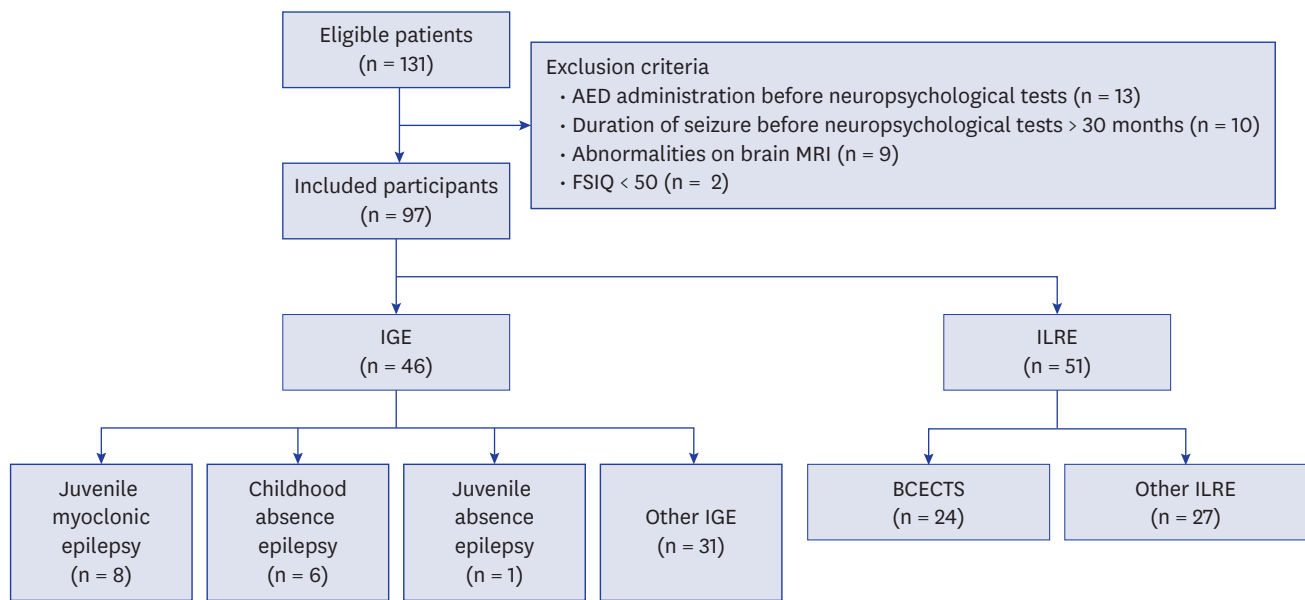 Eligible patients
(n = 131)
Exclusion criteria
• AED administration before neuropsychological tests (n = 13)
• Duration of seizure before neuropsychological tests > 30 months (n = 10)
• Abnormalities on brain MRI (n = 9)
• FSIQ < 50 (n = 2)
Included participants
(n = 97)
IGE
(n = 46)
ILRE
(n = 51)
Juvenile
myoclonic
epilepsy
(n = 8)
Childhood
absence
epilepsy
(n = 6)
Juvenile
absence
epilepsy
(n = 1)
Other IGE
(n = 31)
BCECTS
(n = 24)
Other ILRE
(n = 27)